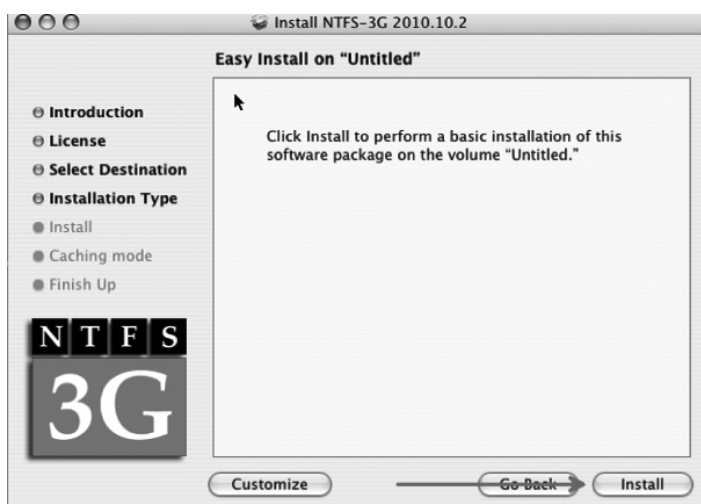 Install NTFS-3G 2010.10.2
Easy Install on “Untitled”
Introduction
License
Select Destination
Installation Type
Install
Caching mode
Finish Up
NTFS
3G
Click Install to perform a basic installation of this
software package on the volume “Untitled.”
Customize
Go Back
Install